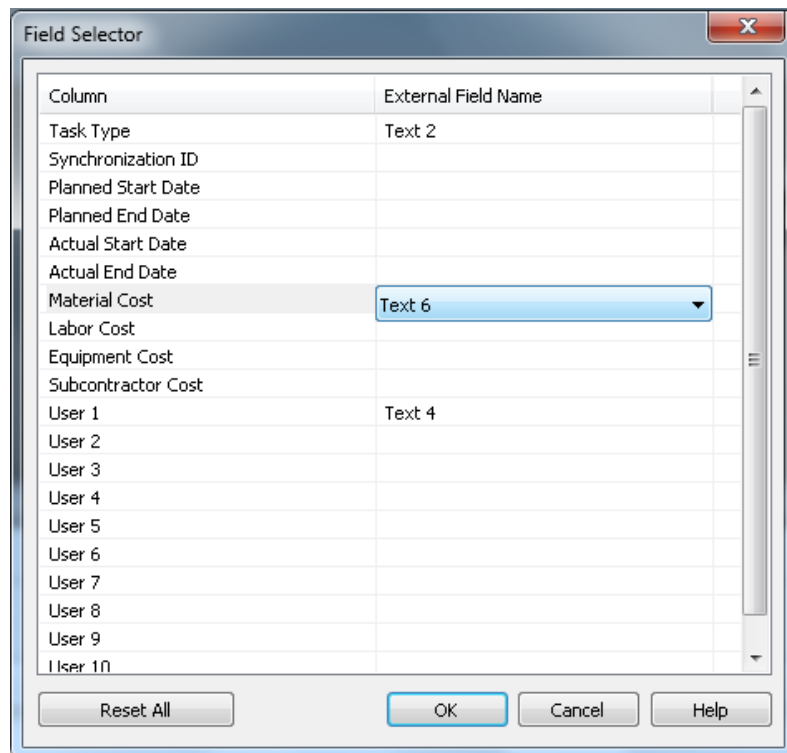 Field Selector
Column External Field Name
Task Type Text 2
Synchronization ID
Planned Start Date
Planned End Date
Actual Start Date
Actual End Date
Material Cost Text 6
Labor Cost
Equipment Cost
Subcontractor Cost
User 1 Text 4
User 2
User 3
User 4
User 5
User 6
User 7
User 8
User 9
User 10
Reset All OK Cancel Help